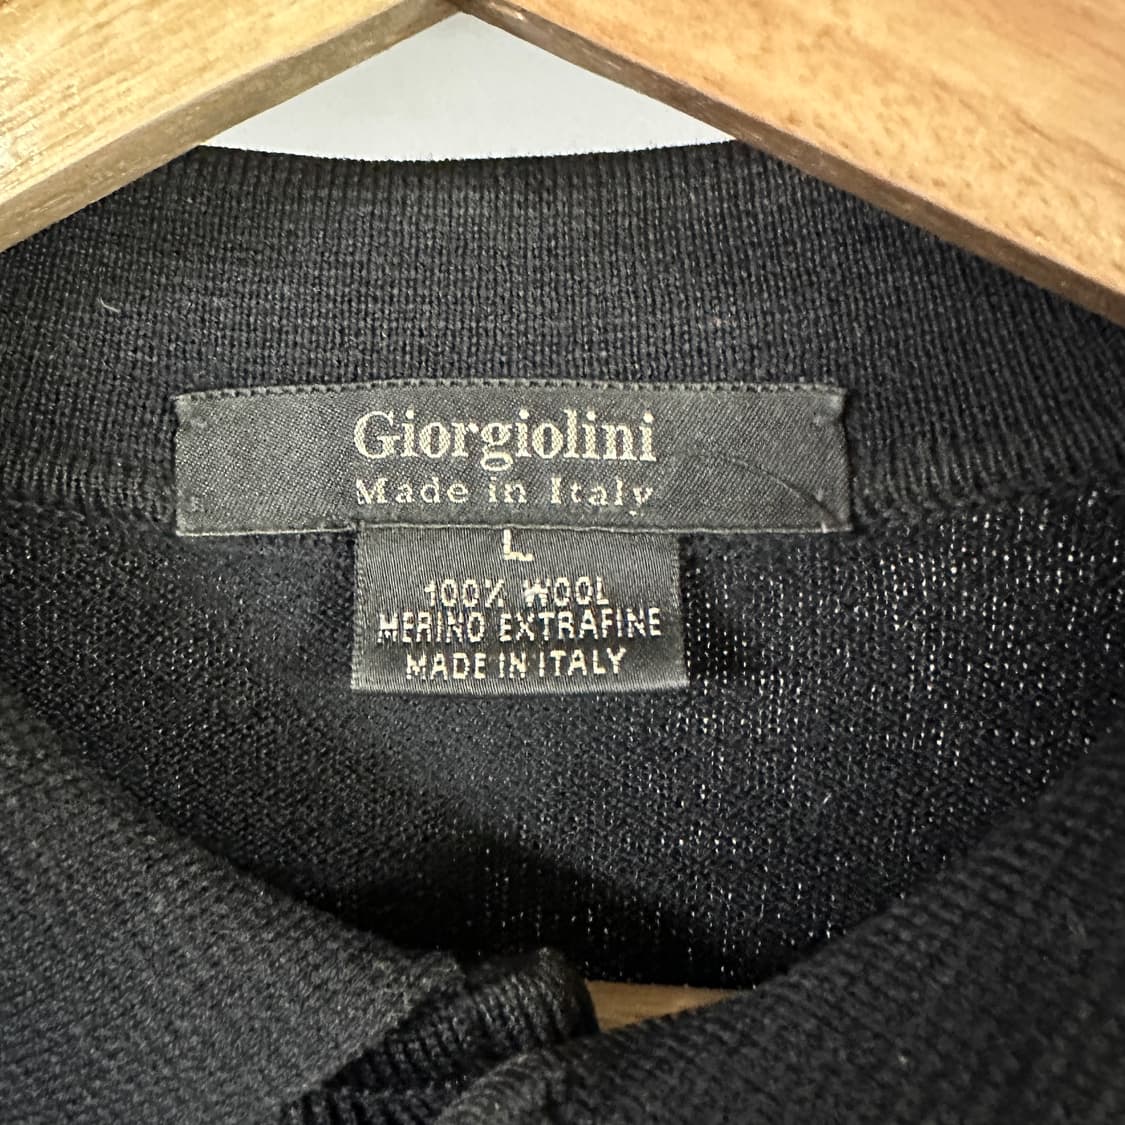 Giorgiolini
Made in Italy
L
100% WOOL
MERINO EXTRAFINE
MADE IN ITALY